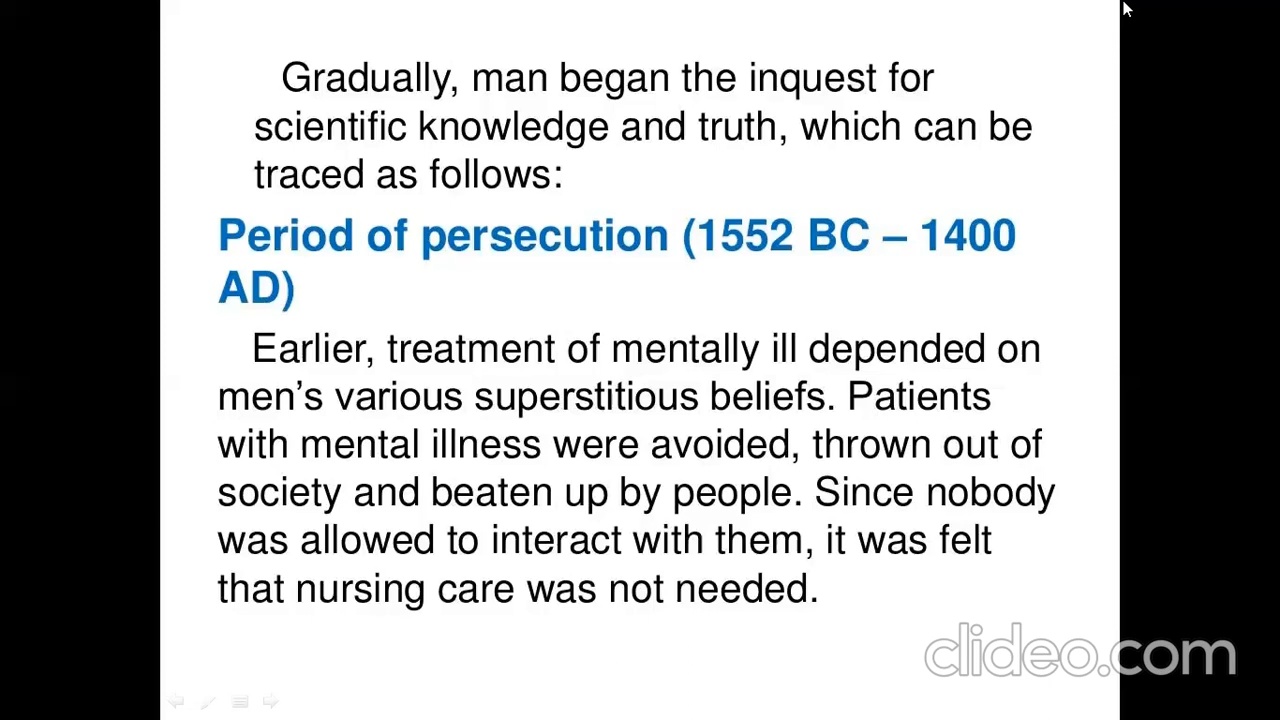 Gradually, man began the inquest for
scientific knowledge and truth, which can be
traced as follows:
Period of persecution (1552 BC – 1400
AD)
Earlier, treatment of mentally ill depended on
men’s various superstitious beliefs. Patients
with mental illness were avoided, thrown out of
society and beaten up by people. Since nobody
was allowed to interact with them, it was felt
that nursing care was not needed.
clideo.com